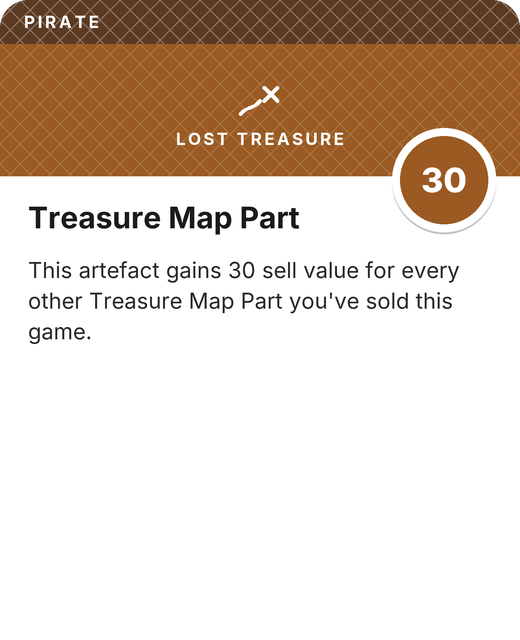 PIRATE
LOST TREASURE
30
Treasure Map Part
This artefact gains 30 sell value for every
other Treasure Map Part you've sold this
game.